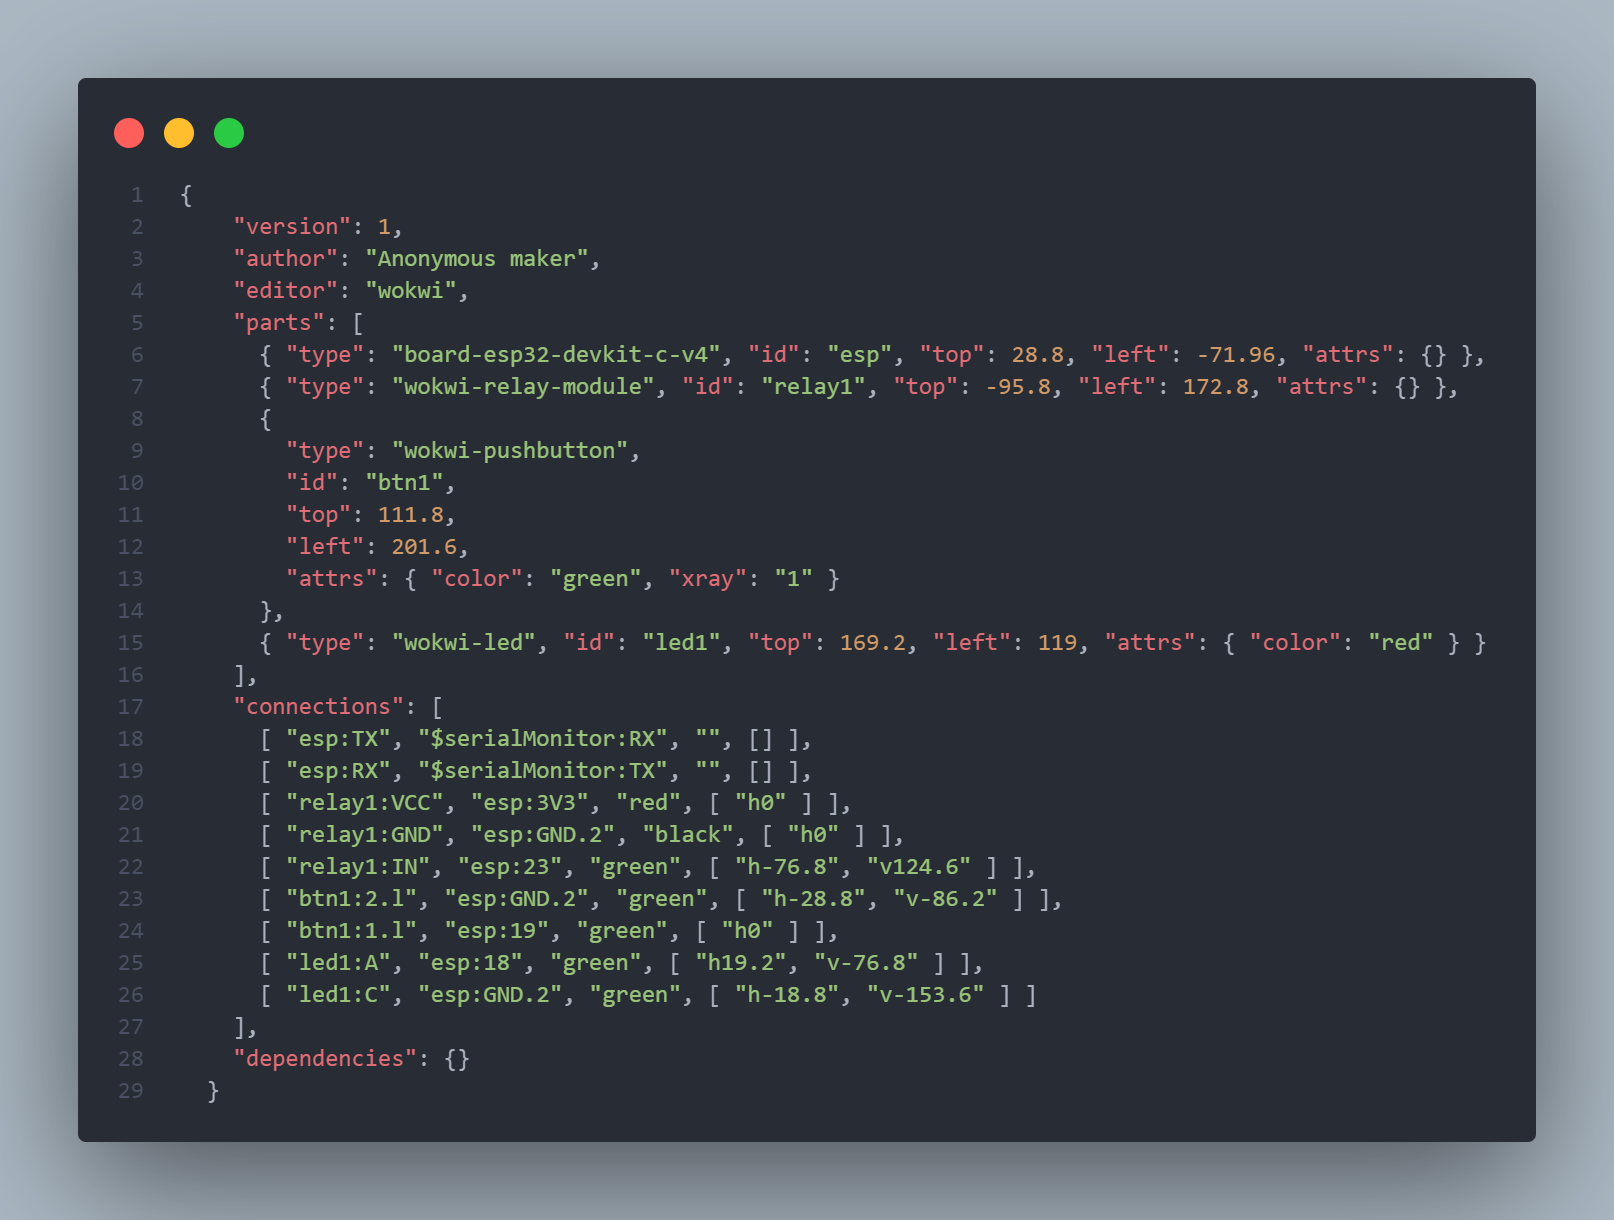 1 {
2 "version": 1,
3 "author": "Anonymous maker",
4 "editor": "wokwi",
5 "parts": [
6 { "type": "board-esp32-devkit-c-v4", "id": "esp", "top": 28.8, "left": -71.96, "attrs": {} },
7 { "type": "wokwi-relay-module", "id": "relay1", "top": -95.8, "left": 172.8, "attrs": {} },
8 {
9 "type": "wokwi-pushbutton",
10 "id": "btn1",
11 "top": 111.8,
12 "left": 201.6,
13 "attrs": { "color": "green", "xray": "1" }
14 },
15 { "type": "wokwi-led", "id": "led1", "top": 169.2, "left": 119, "attrs": { "color": "red" } }
16 ],
17 "connections": [
18 [ "esp:TX", "$serialMonitor:RX", "", [] ],
19 [ "esp:RX", "$serialMonitor:TX", "", [] ],
20 [ "relay1:VCC", "esp:3V3", "red", [ "h0" ] ],
21 [ "relay1:GND", "esp:GND.2", "black", [ "h0" ] ],
22 [ "relay1:IN", "esp:23", "green", [ "h-76.8", "v124.6" ] ],
23 [ "btn1:2.l", "esp:GND.2", "green", [ "h-28.8", "v-86.2" ] ],
24 [ "btn1:1.l", "esp:19", "green", [ "h0" ] ],
25 [ "led1:A", "esp:18", "green", [ "h19.2", "v-76.8" ] ],
26 [ "led1:C", "esp:GND.2", "green", [ "h-18.8", "v-153.6" ] ]
27 ],
28 "dependencies": {}
29 }